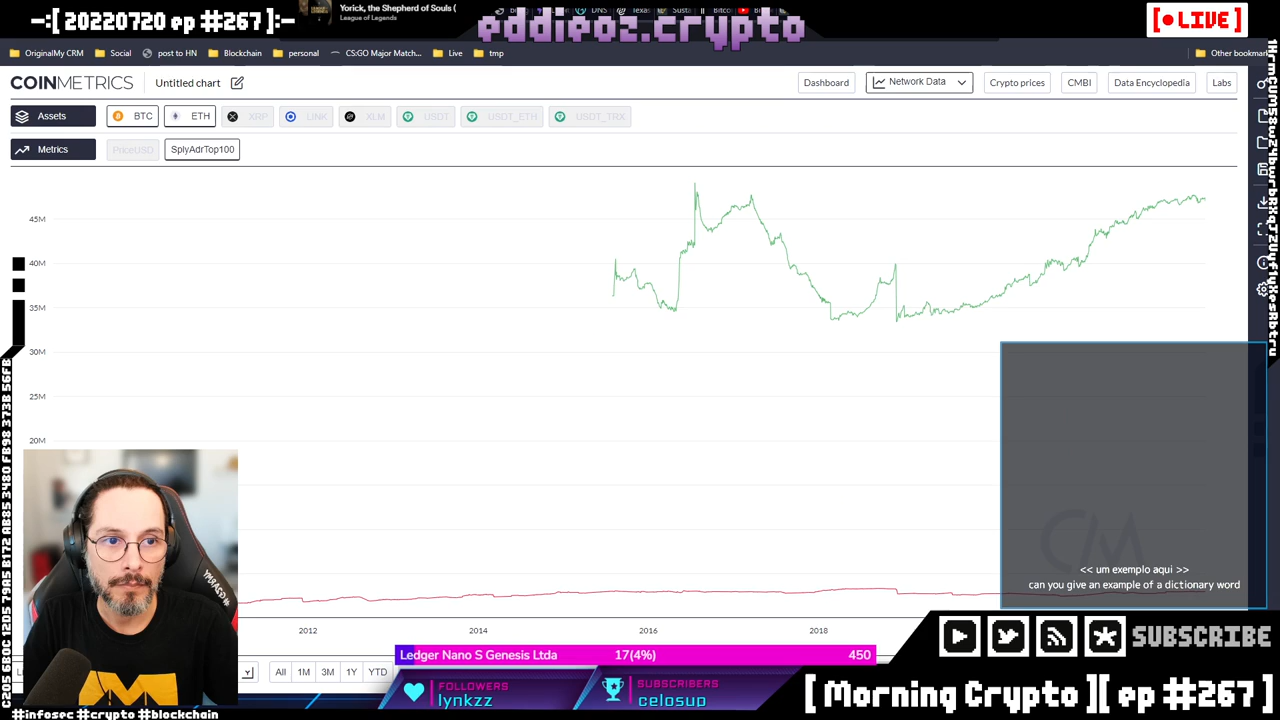 -:[ 20220720 ep #267 ]:-
Yorick, the Shepherd of Souls (
League of Legends
DNS
eddieoz.crypto
[● LIVE]
OriginalMy CRM
Social
post to HN
Blockchain
personal
CS:GO Major Match...
Live
tmp
Other bookmar
COINMETRICS
Untitled chart
Dashboard
Network Data
Crypto prices
CMBI
Data Encyclopedia
Labs
Assets
BTC
ETH
XRP
LINK
XLM
USDT
USDT_ETH
USDT_TRX
Metrics
PriceUSD
SplyAdrTop100
45M
40M
35M
30M
25M
20M
CM
<< um exemplo aqui >>
can you give an example of a dictionary word
2012
2014
2016
2018
All
1M
3M
1Y
YTD
Ledger Nano S Genesis Ltda
17(4%)
450
FOLLOWERS
lynkzz
SUBSCRIBERS
celosup
SUBSCRIBE
[ Morning Crypto ][ ep #267 ]
#infosec #crypto #blockchain